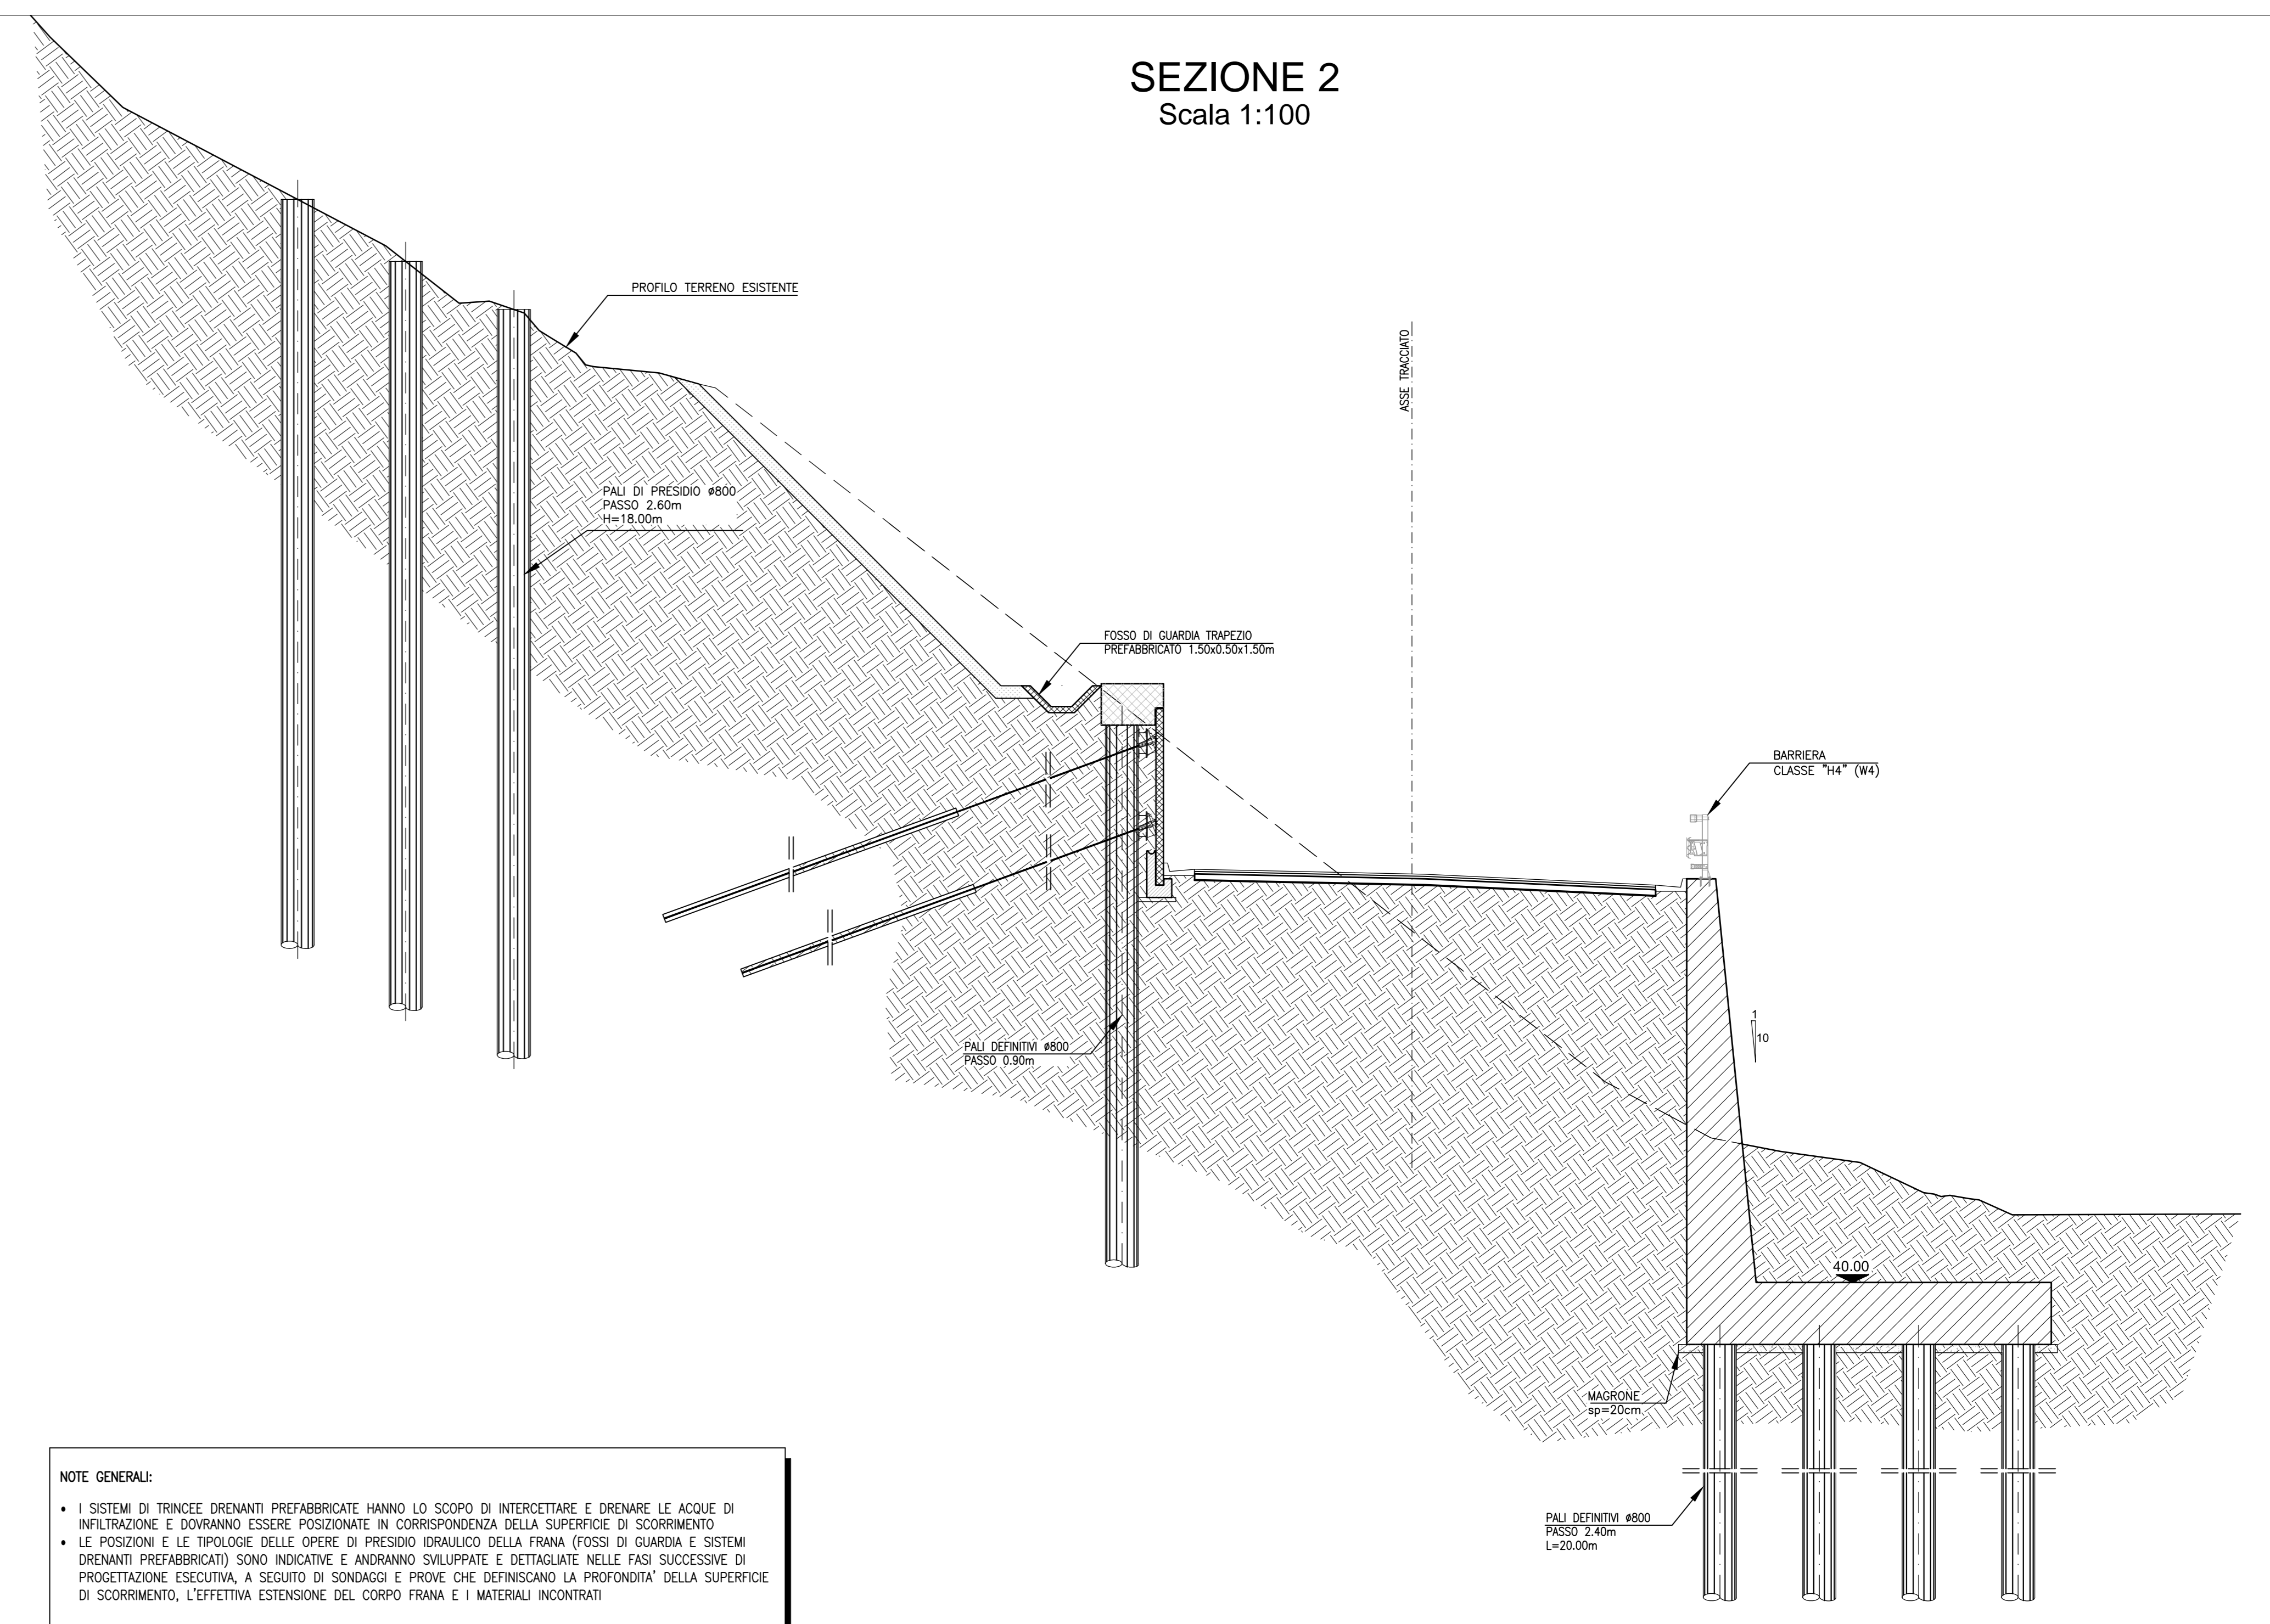 SEZIONE 2
Scala 1:100
PROFILO TERRENO ESISTENTE
ASSE TRACCIATO
PALI DI PRESIDIO ø800
PASSO 2.60m
H=18.00m
FOSSO DI GUARDIA TRAPEZIO
PREFABBRICATO 1.50x0.50x1.50m
BARRIERA
CLASSE "H4" (W4)
1
10
PALI DEFINITIVI ø800
PASSO 0.90m
40.00
MAGRONE
sp=20cm
PALI DEFINITIVI ø800
PASSO 2.40m
L=20.00m
NOTE GENERALI:
• I SISTEMI DI TRINCEE DRENANTI PREFABBRICATE HANNO LO SCOPO DI INTERCETTARE E DRENARE LE ACQUE DI
INFILTRAZIONE E DOVRANNO ESSERE POSIZIONATE IN CORRISPONDENZA DELLA SUPERFICIE DI SCORRIMENTO
• LE POSIZIONI E LE TIPOLOGIE DELLE OPERE DI PRESIDIO IDRAULICO DELLA FRANA (FOSSI DI GUARDIA E SISTEMI
DRENANTI PREFABBRICATI) SONO INDICATIVE E ANDRANNO SVILUPPATE E DETTAGLIATE NELLE FASI SUCCESSIVE DI
PROGETTAZIONE ESECUTIVA, A SEGUITO DI SONDAGGI E PROVE CHE DEFINISCANO LA PROFONDITA' DELLA SUPERFICIE
DI SCORRIMENTO, L'EFFETTIVA ESTENSIONE DEL CORPO FRANA E I MATERIALI INCONTRATI